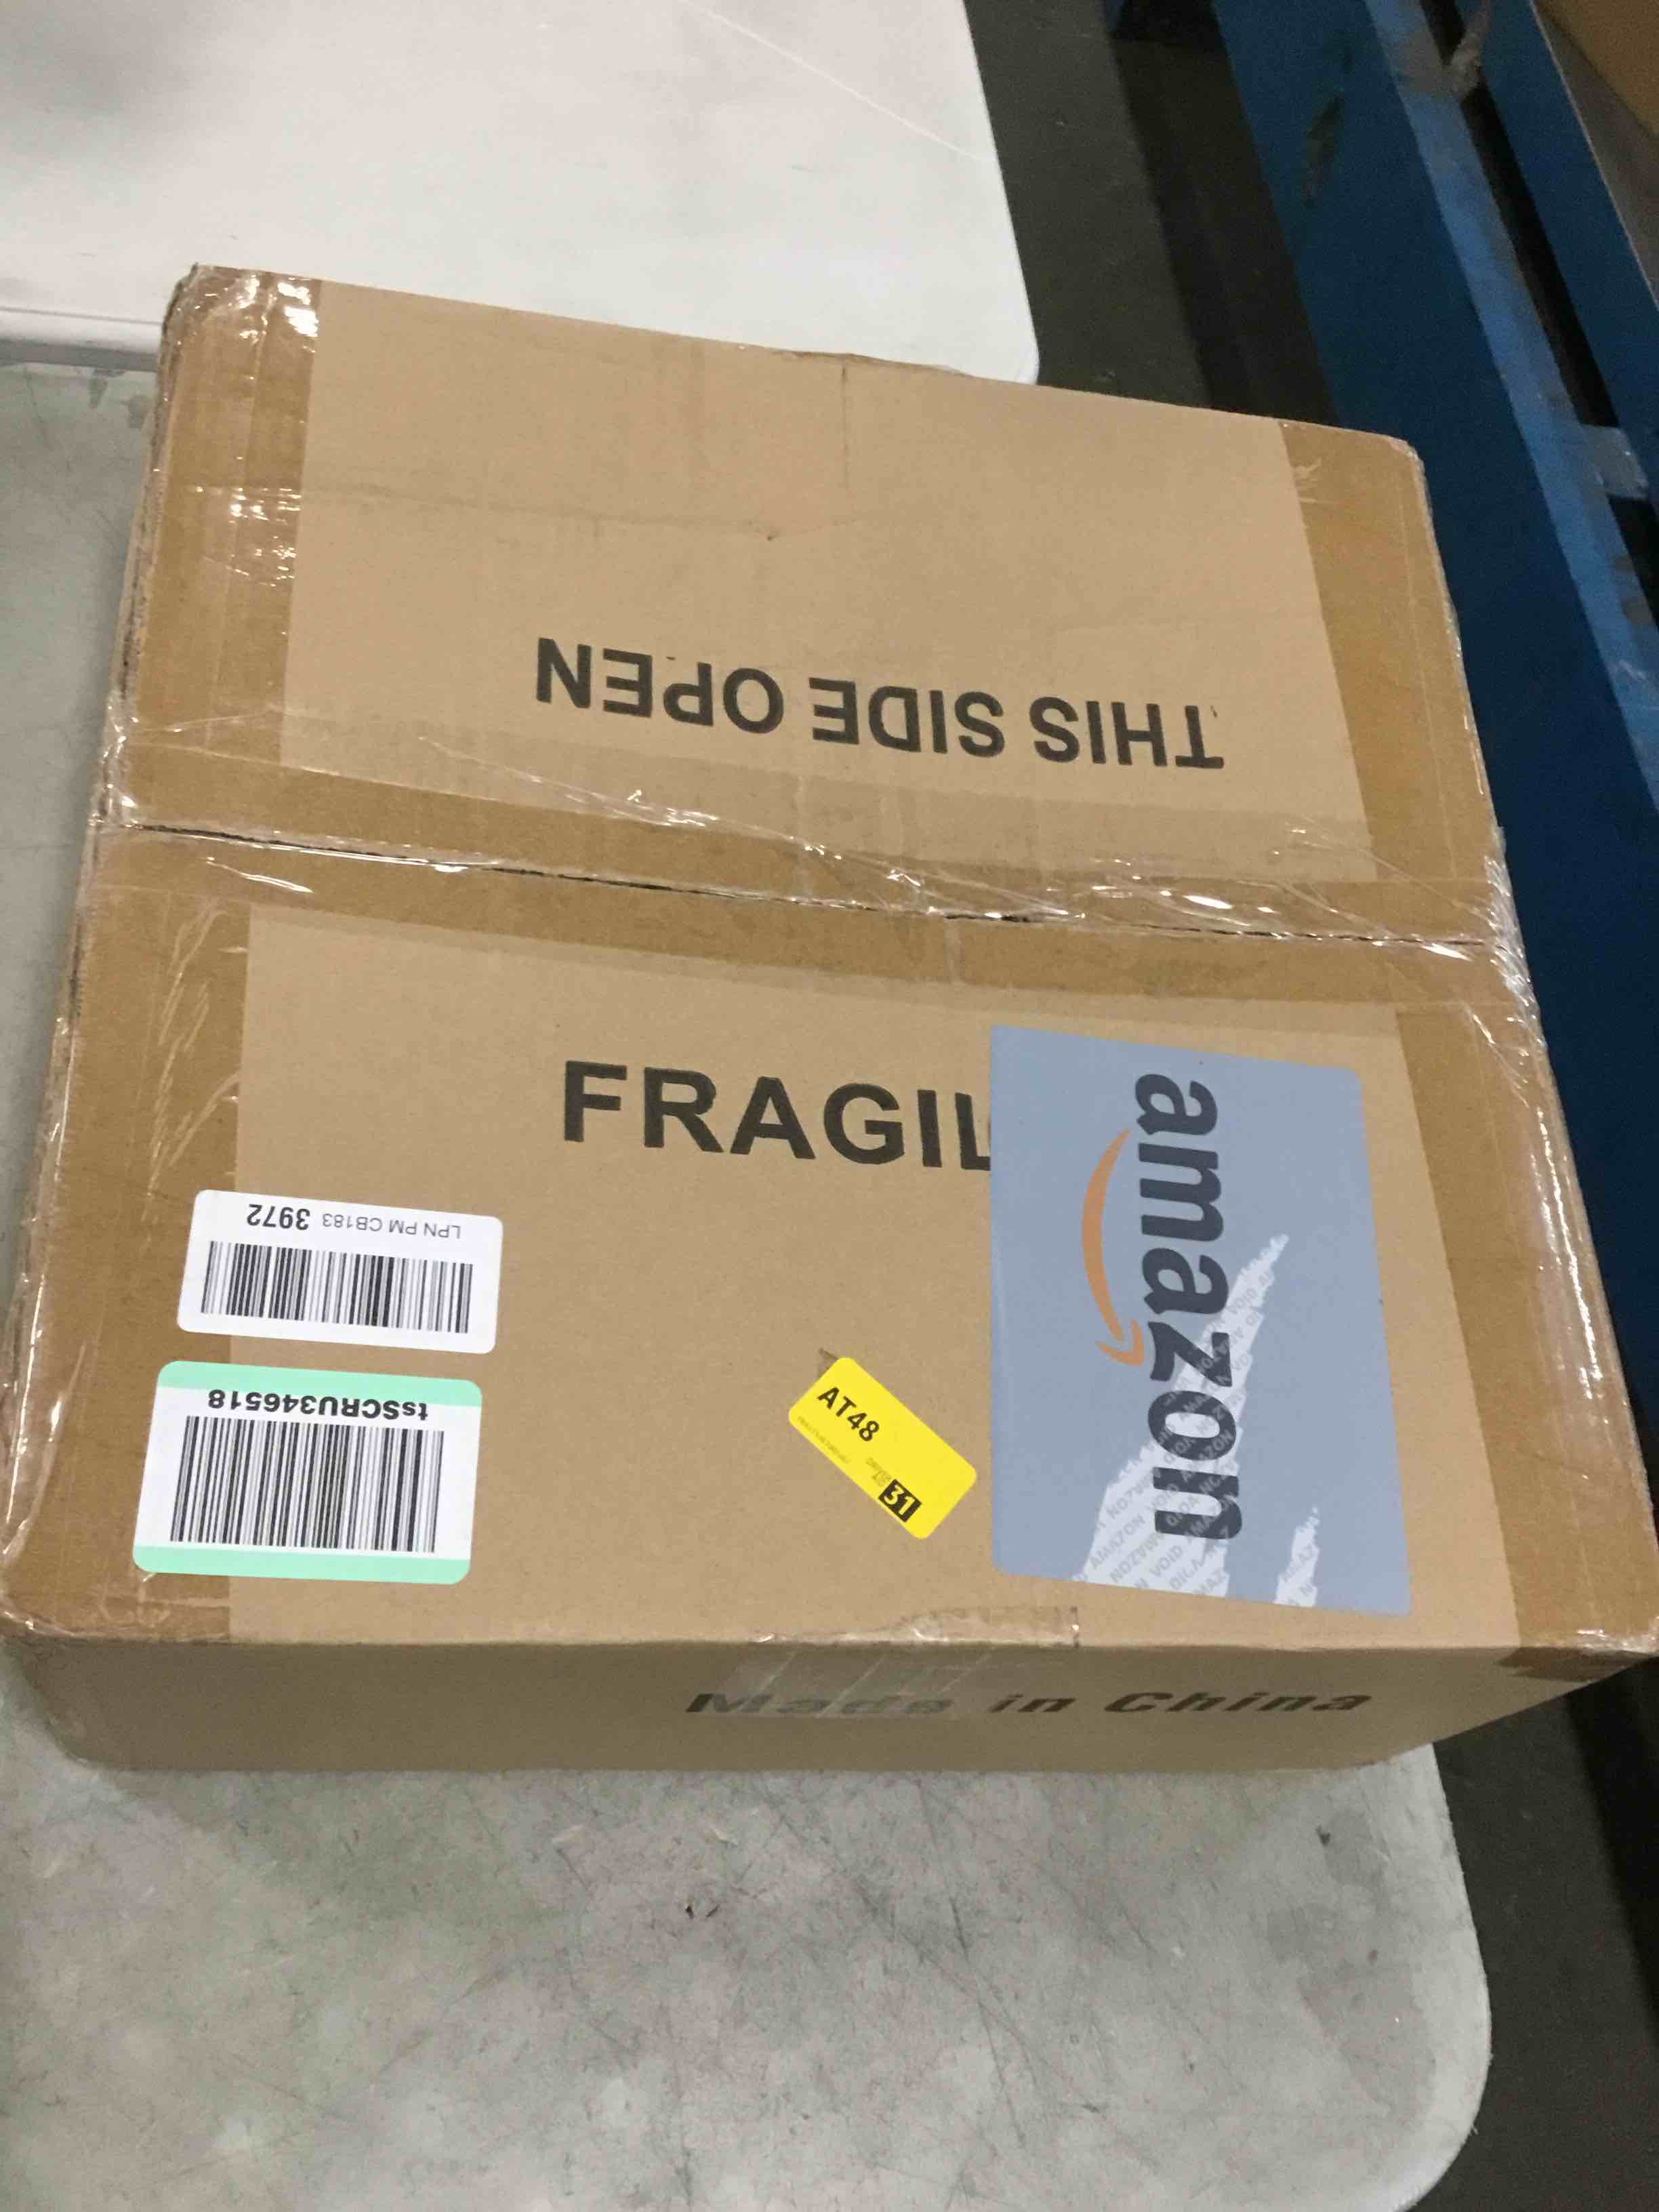 THIS SIDE OPEN
FRAGIL
amazon
LPN PM CB183 3972
tsSCRU346518
AT48
31
Made in China